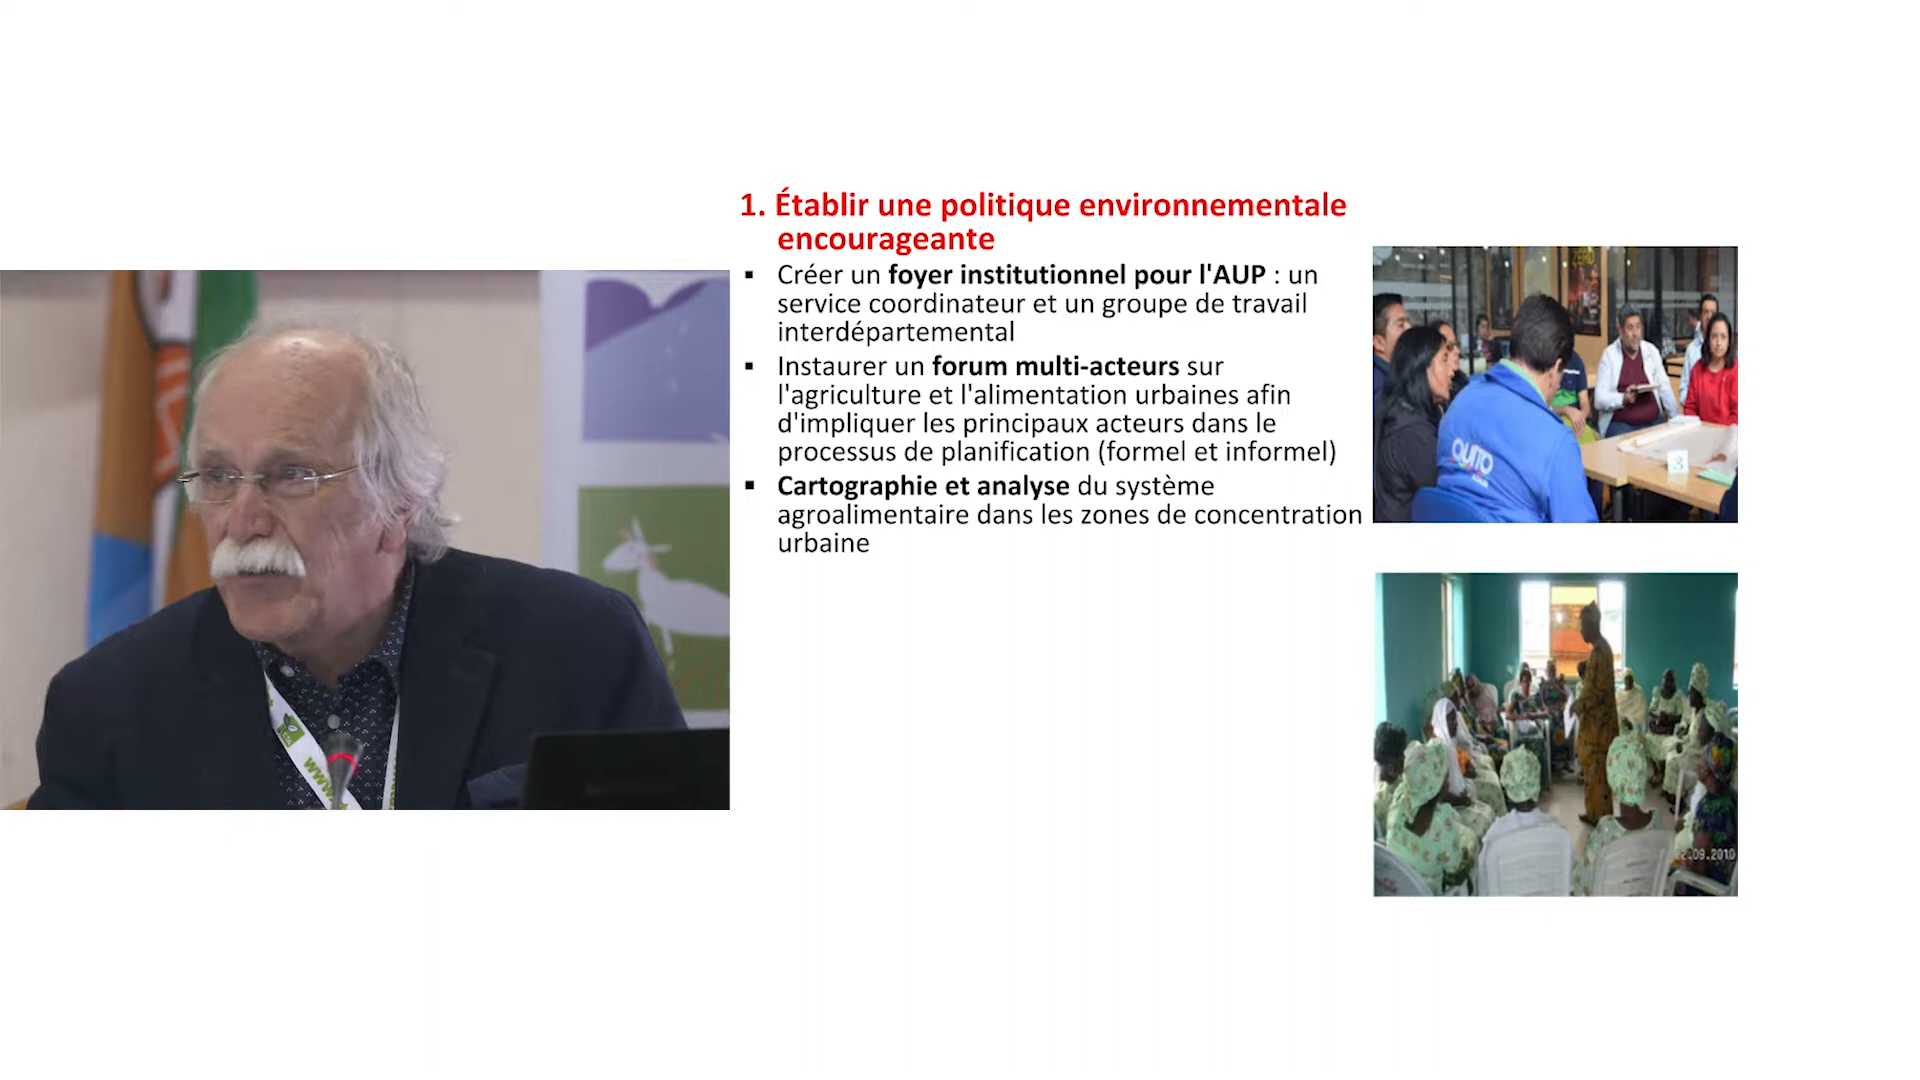 1. Établir une politique environnementale
encourageante
▪ Créer un foyer institutionnel pour l'AUP : un
service coordinateur et un groupe de travail
interdépartemental
▪ Instaurer un forum multi-acteurs sur
l'agriculture et l'alimentation urbaines afin
d'impliquer les principaux acteurs dans le
processus de planification (formel et informel)
▪ Cartographie et analyse du système
agroalimentaire dans les zones de concentration
urbaine
QUITO
3
www.